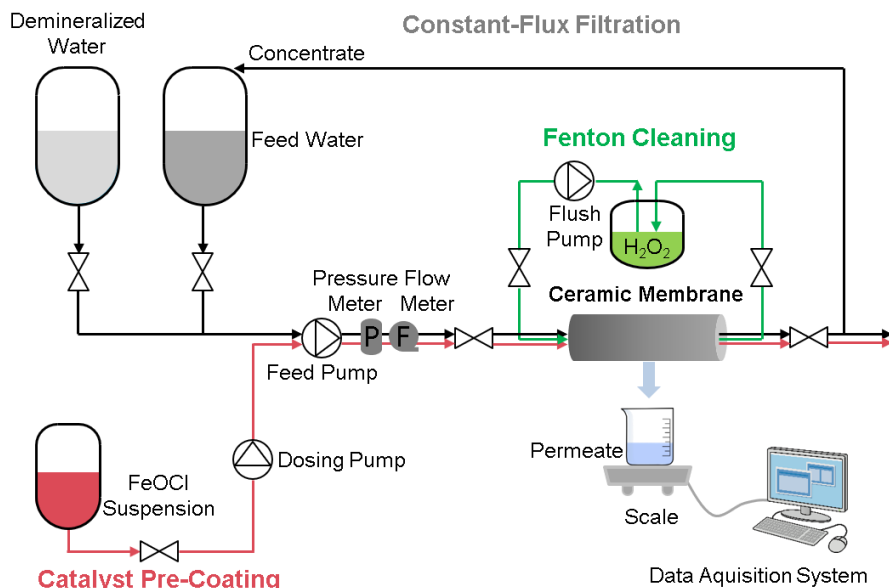 Demineralized
Water
Constant-Flux Filtration
Concentrate
Feed Water
Fenton Cleaning
Flush
Pump
H₂O₂
Pressure Flow
Meter Meter
Ceramic Membrane
P
F
Feed Pump
Permeate
Dosing Pump
FeOCl
Suspension
Scale
Catalyst Pre-Coating
Data Aquisition System